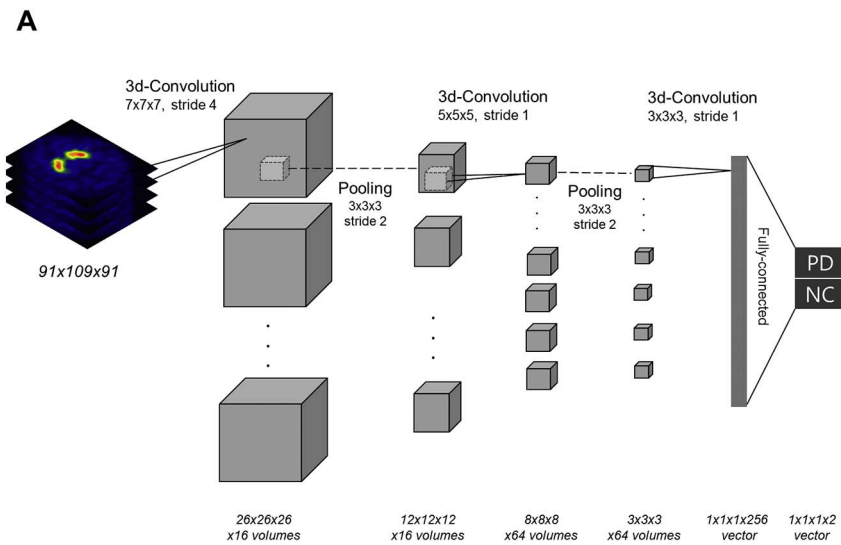 A
3d-Convolution
7x7x7, stride 4
3d-Convolution
5x5x5, stride 1
3d-Convolution
3x3x3, stride 1
Pooling
3x3x3
stride 2
Pooling
3x3x3
stride 2
91x109x91
Fully-connected
PD
NC
26x26x26
x16 volumes
12x12x12
x16 volumes
8x8x8
x64 volumes
3x3x3
x64 volumes
1x1x1x256
vector
1x1x1x2
vector